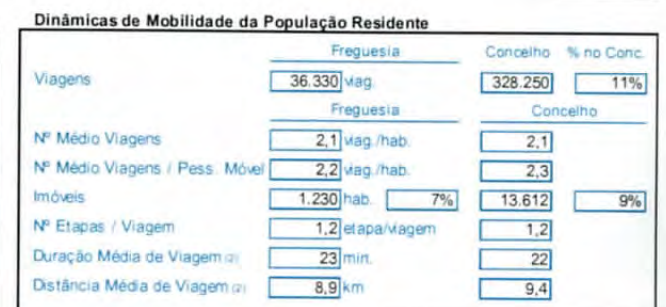 Dinâmicas de Mobilidade da População Residente
Freguesia Concelho % no Conc.
Viagens 36.330 viag. 328.250 11%
Freguesia Concelho
Nº Médio Viagens 2,1 viag./hab. 2,1
Nº Médio Viagens / Pess. Móvel 2,2 viag./hab. 2,3
Imóveis 1.230 hab. 7% 13.612 9%
Nº Etapas / Viagem 1,2 etapa/viagem 1,2
Duração Média de Viagem (2) 23 min. 22
Distância Média de Viagem (2) 8,9 km 9,4